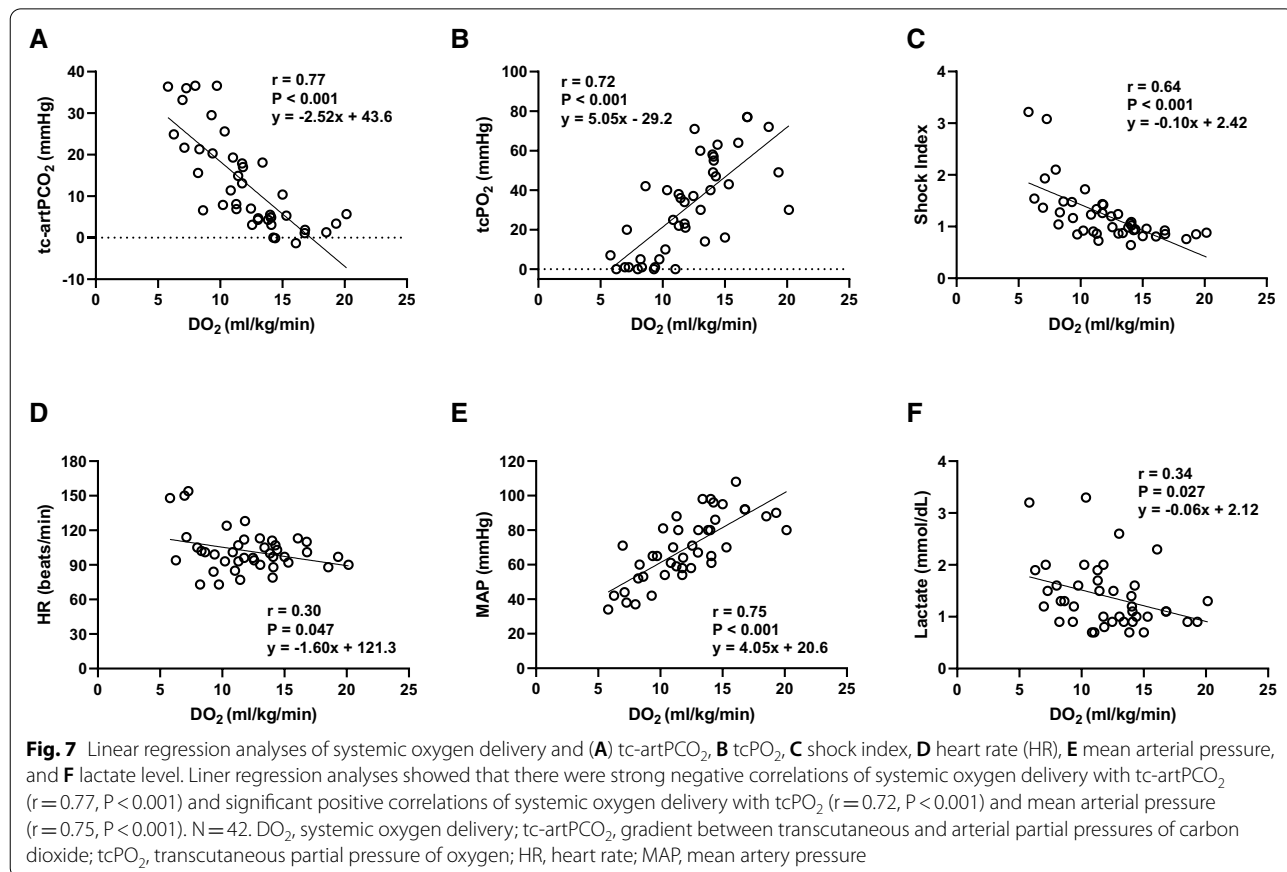 A
40
30
20
10
0
-10
tc-artPCO₂ (mmHg)
r = 0.77
P < 0.001
y = -2.52x + 43.6
0 5 10 15 20 25
DO₂ (ml/kg/min)
B
100
80
60
40
20
0
tcPO₂ (mmHg)
r = 0.72
P < 0.001
y = 5.05x - 29.2
0 5 10 15 20 25
DO₂ (ml/kg/min)
C
4
3
2
1
0
Shock Index
r = 0.64
P < 0.001
y = -0.10x + 2.42
0 5 10 15 20 25
DO₂ (ml/kg/min)
D
180
150
120
90
60
30
0
HR (beats/min)
r = 0.30
P = 0.047
y = -1.60x + 121.3
0 5 10 15 20 25
DO₂ (ml/kg/min)
E
120
100
80
60
40
20
0
MAP (mmHg)
r = 0.75
P < 0.001
y = 4.05x + 20.6
0 5 10 15 20 25
DO₂ (ml/kg/min)
F
4
3
2
1
0
Lactate (mmol/dL)
r = 0.34
P = 0.027
y = -0.06x + 2.12
0 5 10 15 20 25
DO₂ (ml/kg/min)
Fig. 7 Linear regression analyses of systemic oxygen delivery and (A) tc-artPCO₂, B tcPO₂, C shock index, D heart rate (HR), E mean arterial pressure,
and F lactate level. Liner regression analyses showed that there were strong negative correlations of systemic oxygen delivery with tc-artPCO₂
(r = 0.77, P < 0.001) and significant positive correlations of systemic oxygen delivery with tcPO₂ (r = 0.72, P < 0.001) and mean arterial pressure
(r = 0.75, P < 0.001). N = 42. DO₂, systemic oxygen delivery; tc-artPCO₂, gradient between transcutaneous and arterial partial pressures of carbon
dioxide; tcPO₂, transcutaneous partial pressure of oxygen; HR, heart rate; MAP, mean artery pressure